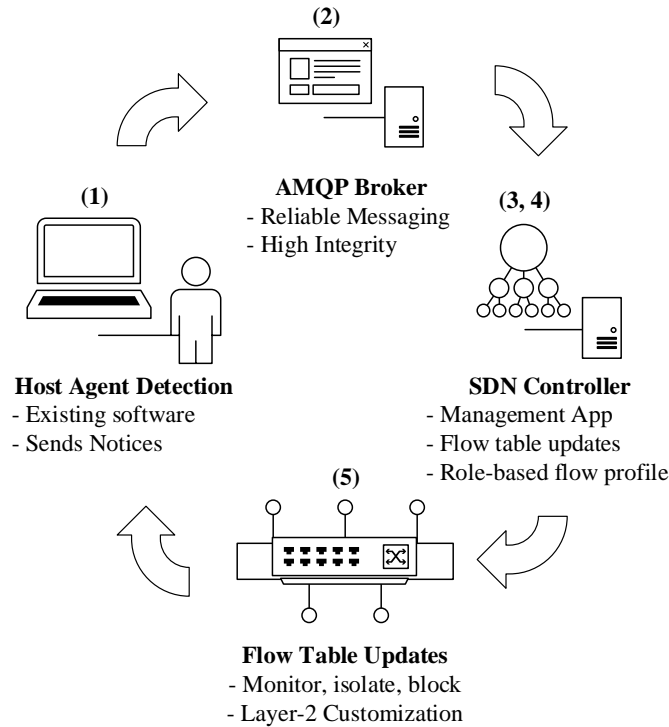 (2)
AMQP Broker
- Reliable Messaging
- High Integrity
(1)
Host Agent Detection
- Existing software
- Sends Notices
(3, 4)
SDN Controller
- Management App
- Flow table updates
- Role-based flow profile
(5)
Flow Table Updates
- Monitor, isolate, block
- Layer-2 Customization